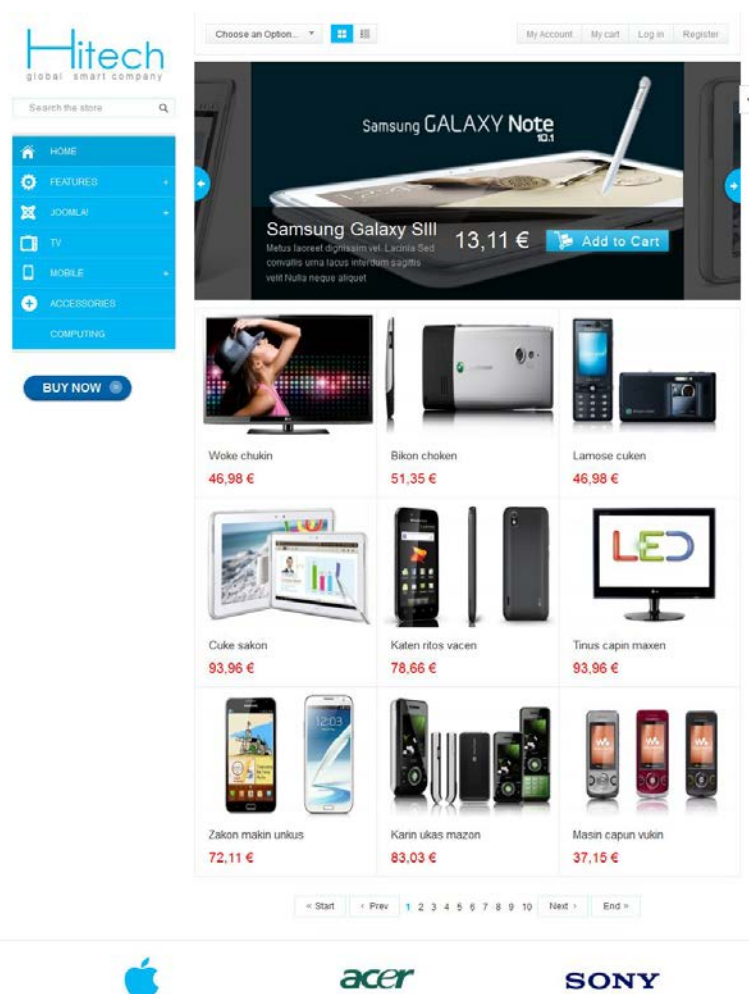 Hitech
global smart company
Search the store
HOME
FEATURES +
JOOMLA! +
TV
MOBILE +
ACCESSORIES
COMPUTING
BUY NOW
Choose an Option...
My Account My cart Log in Register
Samsung GALAXY Note
10.1
Samsung Galaxy SIII
Metus laoreet dignissim vel. Lacinia Sed
convallis urna lacus interdum sagittis
velit Nulla neque aliquet
13,11 €
Add to Cart
Woke chukin
46,98 €
Bikon choken
51,35 €
Lamose cuken
46,98 €
LED
Cuke sakon
93,96 €
Katen ritos vacen
78,66 €
Tinus capin maxen
93,96 €
12:03
Zakon makin unkus
72,11 €
Karin ukas mazon
83,03 €
Masin capun vukin
37,15 €
« Start ‹ Prev 1 2 3 4 5 6 7 8 9 10 Next › End »
acer SONY